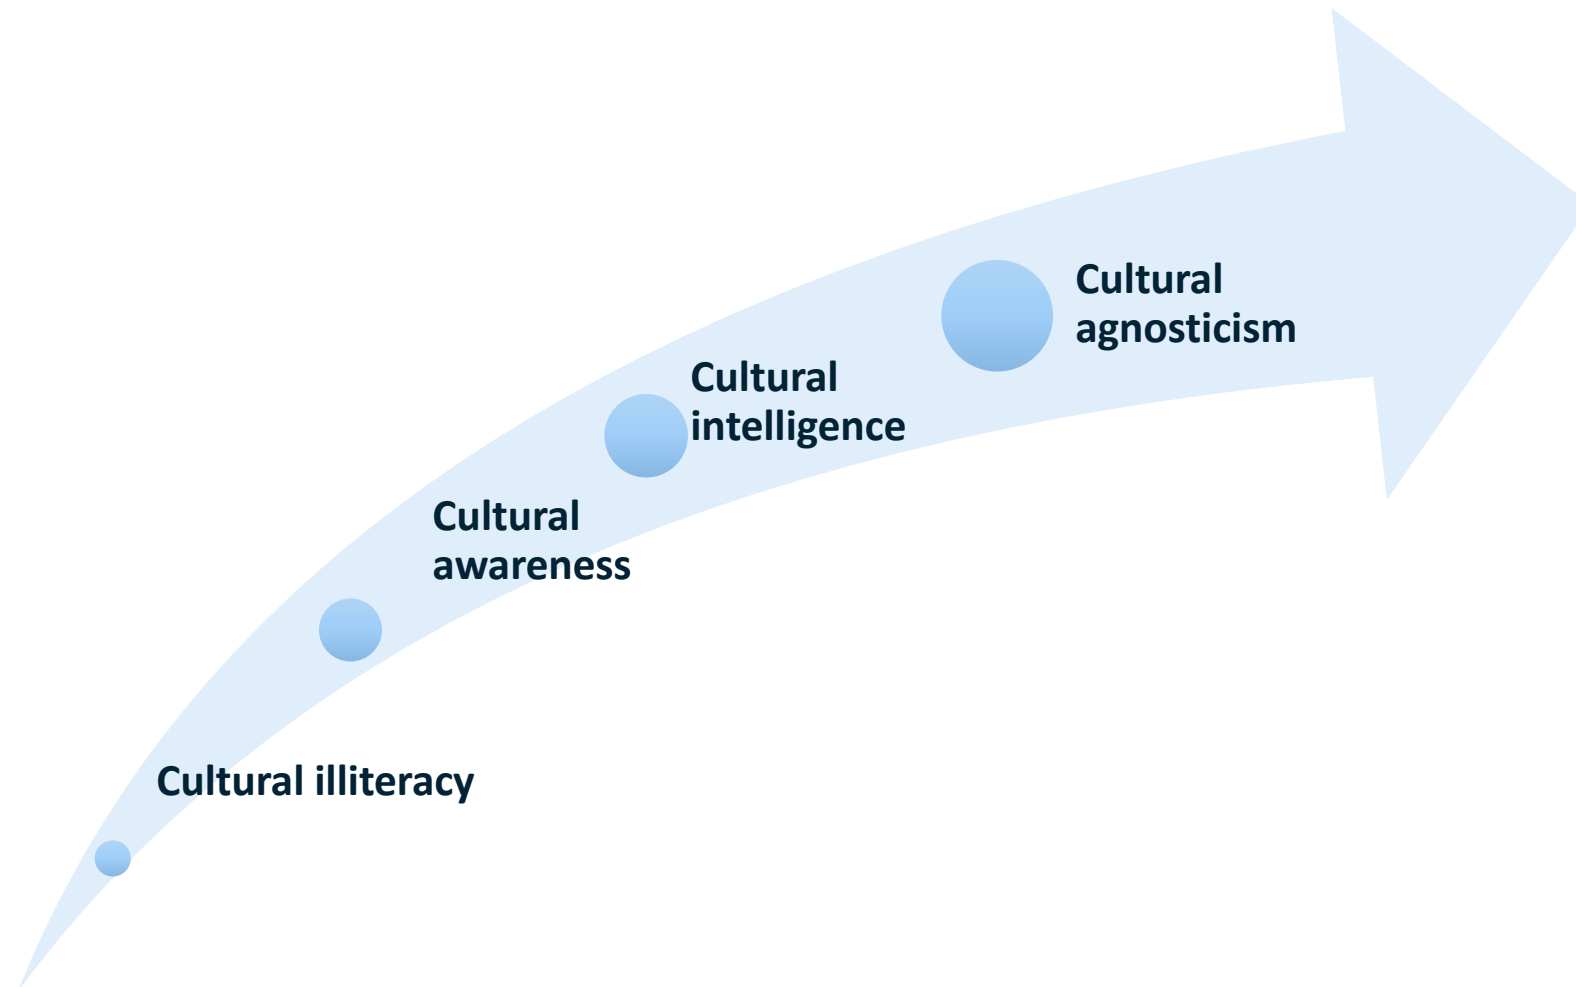 Cultural
agnosticism
Cultural
intelligence
Cultural
awareness
Cultural illiteracy